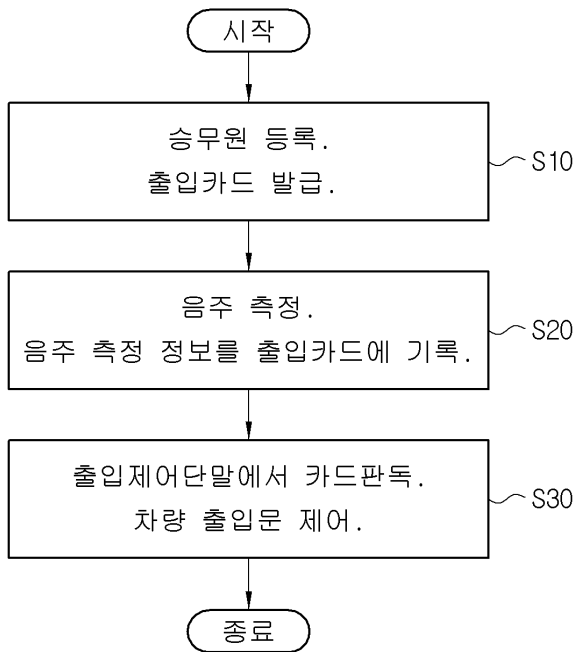 시작
승무원 등록.
출입카드 발급.
S10
음주 측정.
음주 측정 정보를 출입카드에 기록.
S20
출입제어단말에서 카드판독.
차량 출입문 제어.
S30
종료